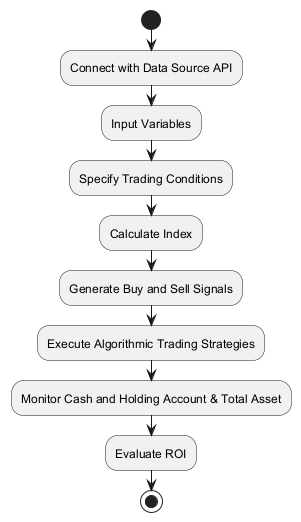 Connect with Data Source API
Input Variables
Specify Trading Conditions
Calculate Index
Generate Buy and Sell Signals
Execute Algorithmic Trading Strategies
Monitor Cash and Holding Account & Total Asset
Evaluate ROI